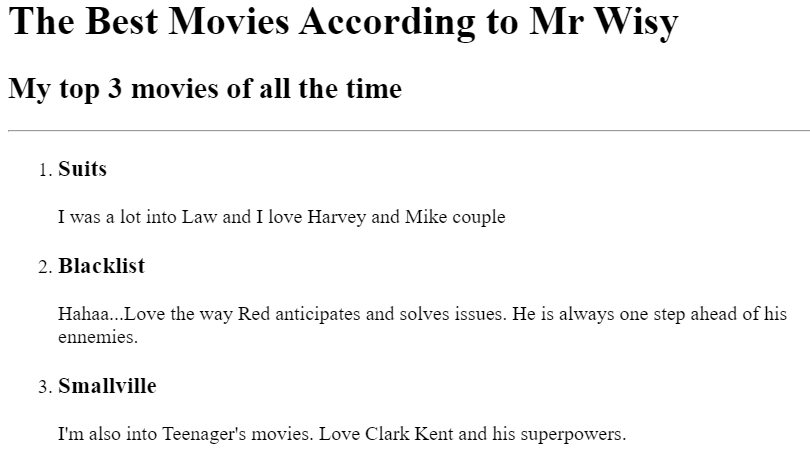 The Best Movies According to Mr Wisy
My top 3 movies of all the time
1. Suits
I was a lot into Law and I love Harvey and Mike couple
2. Blacklist
Hahaa...Love the way Red anticipates and solves issues. He is always one step ahead of his
ennemies.
3. Smallville
I'm also into Teenager's movies. Love Clark Kent and his superpowers.